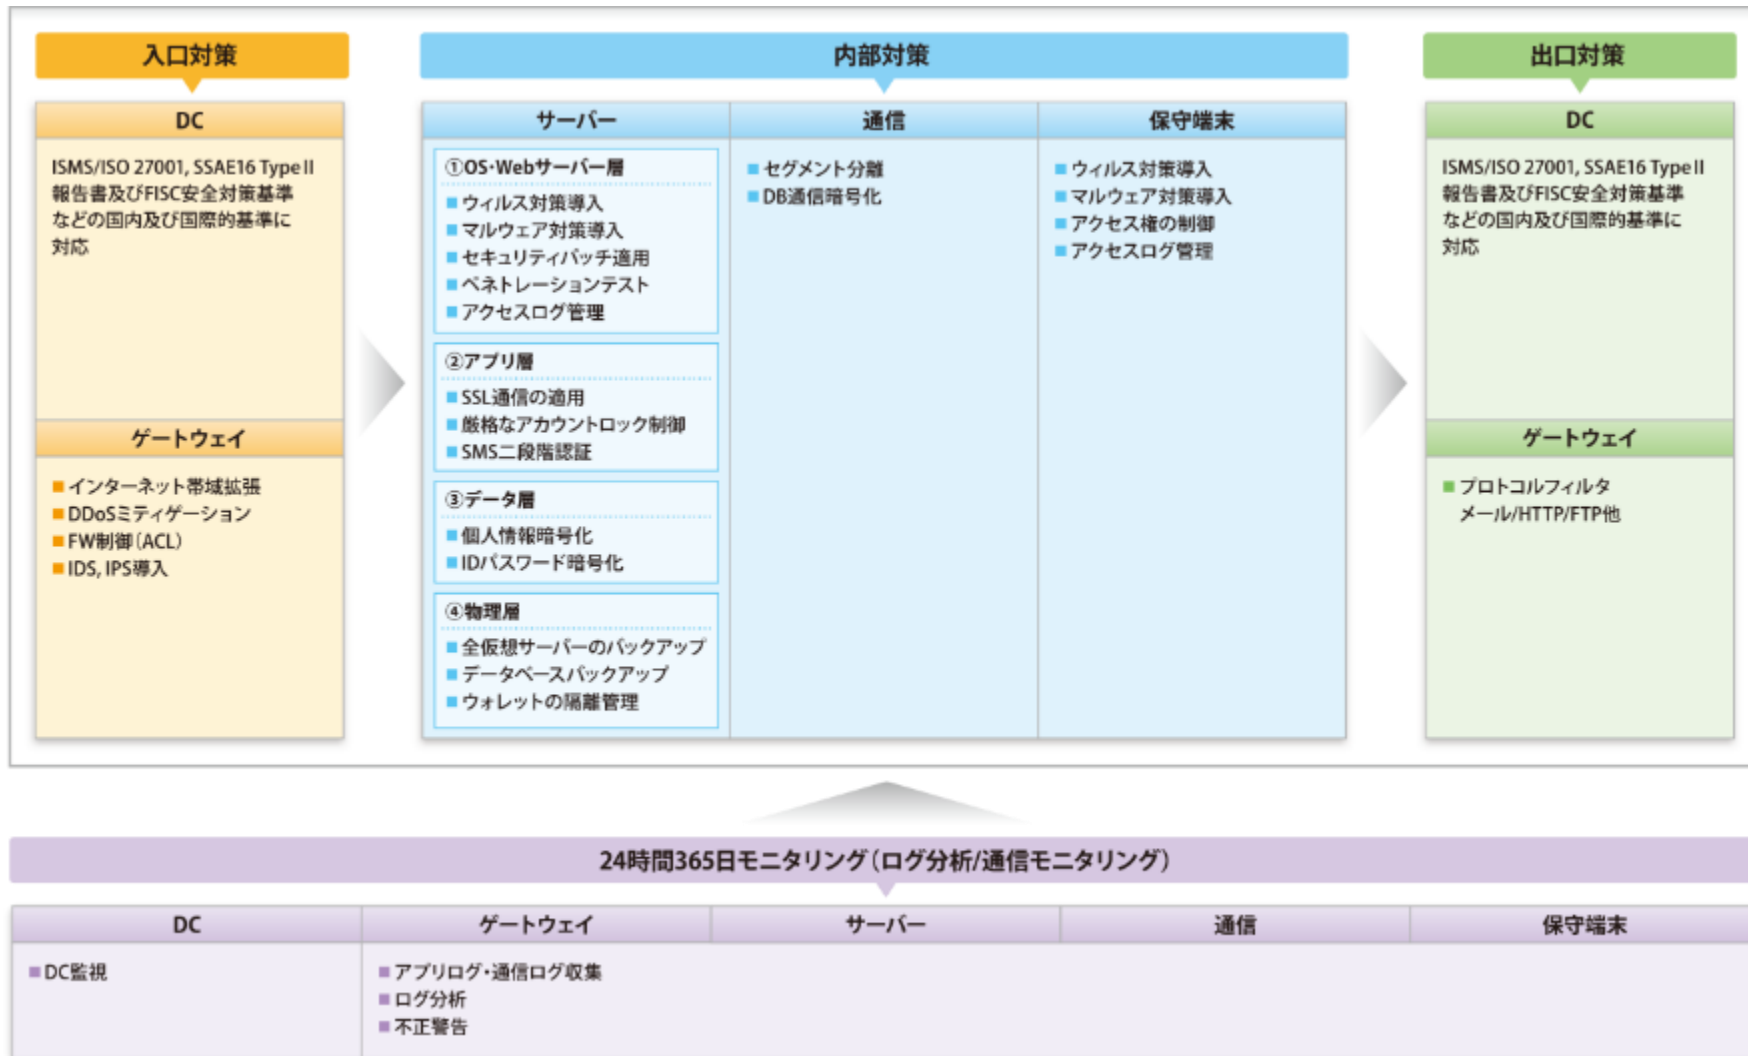 入口対策
DC
ISMS/ISO 27001, SSAE16 TypeⅡ
報告書及びFISC安全対策基準
などの国内及び国際的基準に
対応
ゲートウェイ
■インターネット帯域拡張
■DDoSミティゲーション
■FW制御(ACL)
■IDS, IPS導入
内部対策
サーバー
①OS・Webサーバー層
■ウィルス対策導入
■マルウェア対策導入
■セキュリティパッチ適用
■ペネトレーションテスト
■アクセスログ管理
②アプリ層
■SSL通信の適用
■厳格なアカウントロック制御
■SMS二段階認証
③データ層
■個人情報暗号化
■IDパスワード暗号化
④物理層
■全仮想サーバーのバックアップ
■データベースバックアップ
■ウォレットの隔離管理
通信
■セグメント分離
■DB通信暗号化
保守端末
■ウィルス対策導入
■マルウェア対策導入
■アクセス権の制御
■アクセスログ管理
出口対策
DC
ISMS/ISO 27001, SSAE16 TypeⅡ
報告書及びFISC安全対策基準
などの国内及び国際的基準に
対応
ゲートウェイ
■プロトコルフィルタ
メール/HTTP/FTP他
24時間365日モニタリング(ログ分析/通信モニタリング)
DC
■DC監視
ゲートウェイ
サーバー
通信
保守端末
■アプリログ・通信ログ収集
■ログ分析
■不正警告